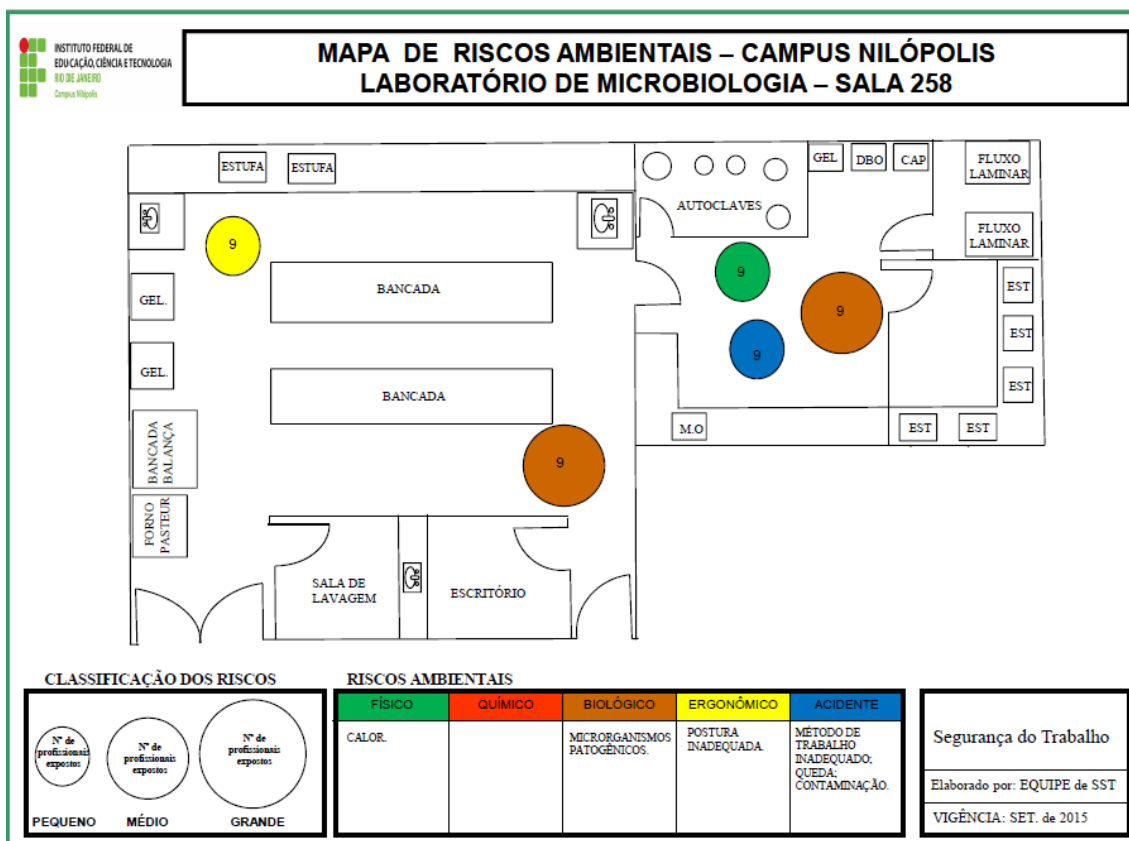 INSTITUTO FEDERAL DE
EDUCAÇÃO, CIÊNCIA E TECNOLOGIA
RIO DE JANEIRO
Campus Nilópolis
MAPA DE RISCOS AMBIENTAIS – CAMPUS NILÓPOLIS
LABORATÓRIO DE MICROBIOLOGIA – SALA 258
ESTUFA
ESTUFA
GEL
DBO
CAP
FLUXO
LAMINAR
AUTOCLAVES
FLUXO
LAMINAR
9
9
9
9
GEL.
BANCADA
EST
EST
EST
GEL.
BANCADA
M.O
EST
EST
BANCADA
BALANÇA
9
FORNO
PASTEUR
SALA DE
LAVAGEM
ESCRITÓRIO
CLASSIFICAÇÃO DOS RISCOS
Nº de
profissionais
expostos
Nº de
profissionais
expostos
Nº de
profissionais
expostos
PEQUENO
MÉDIO
GRANDE
RISCOS AMBIENTAIS
FÍSICO
QUÍMICO
BIOLÓGICO
ERGONÔMICO
ACIDENTE
CALOR.
MICRORGANISMOS
PATOGÊNICOS.
POSTURA
INADEQUADA.
MÉTODO DE
TRABALHO
INADEQUADO;
QUEDA;
CONTAMINAÇÃO.
Segurança do Trabalho
Elaborado por: EQUIPE de SST
VIGÊNCIA: SET. de 2015